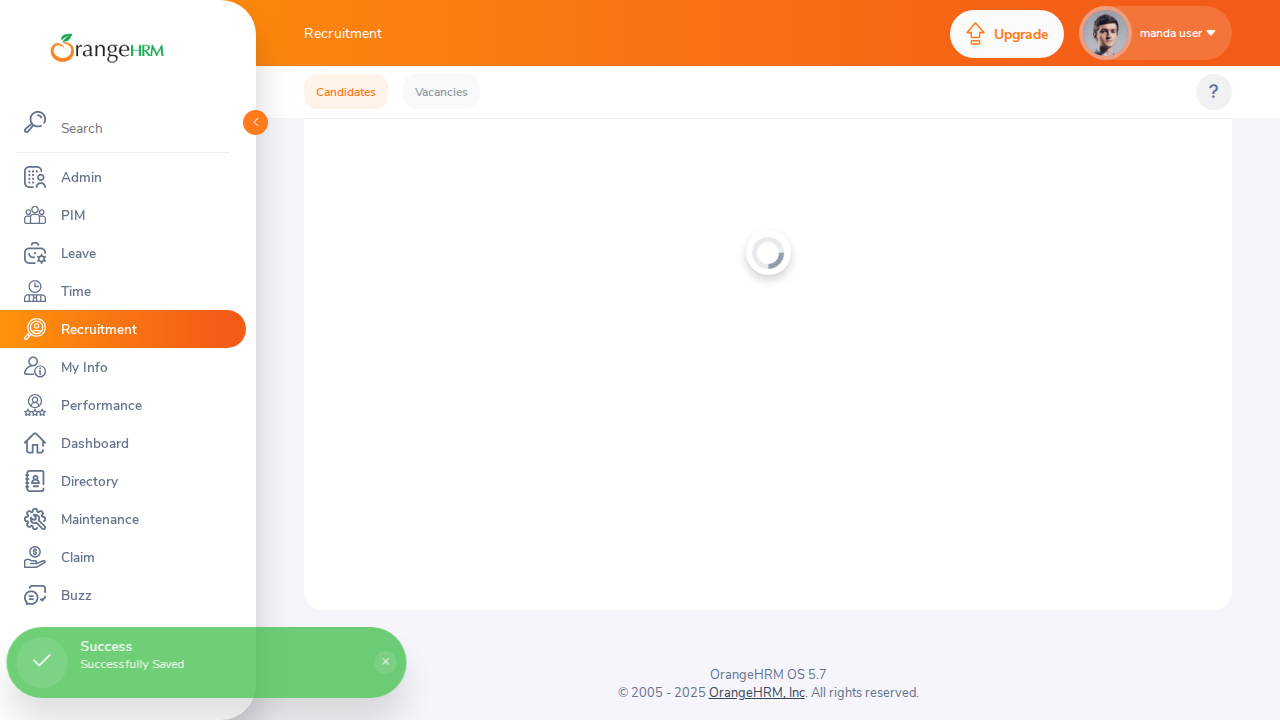 OrangeHRM
Recruitment
Upgrade
manda user
Candidates
Vacancies
?
Search
Admin
PIM
Leave
Time
Recruitment
My Info
Performance
Dashboard
Directory
Maintenance
Claim
Buzz
Success
Successfully Saved
×
OrangeHRM OS 5.7
© 2005 - 2025 OrangeHRM, Inc. All rights reserved.